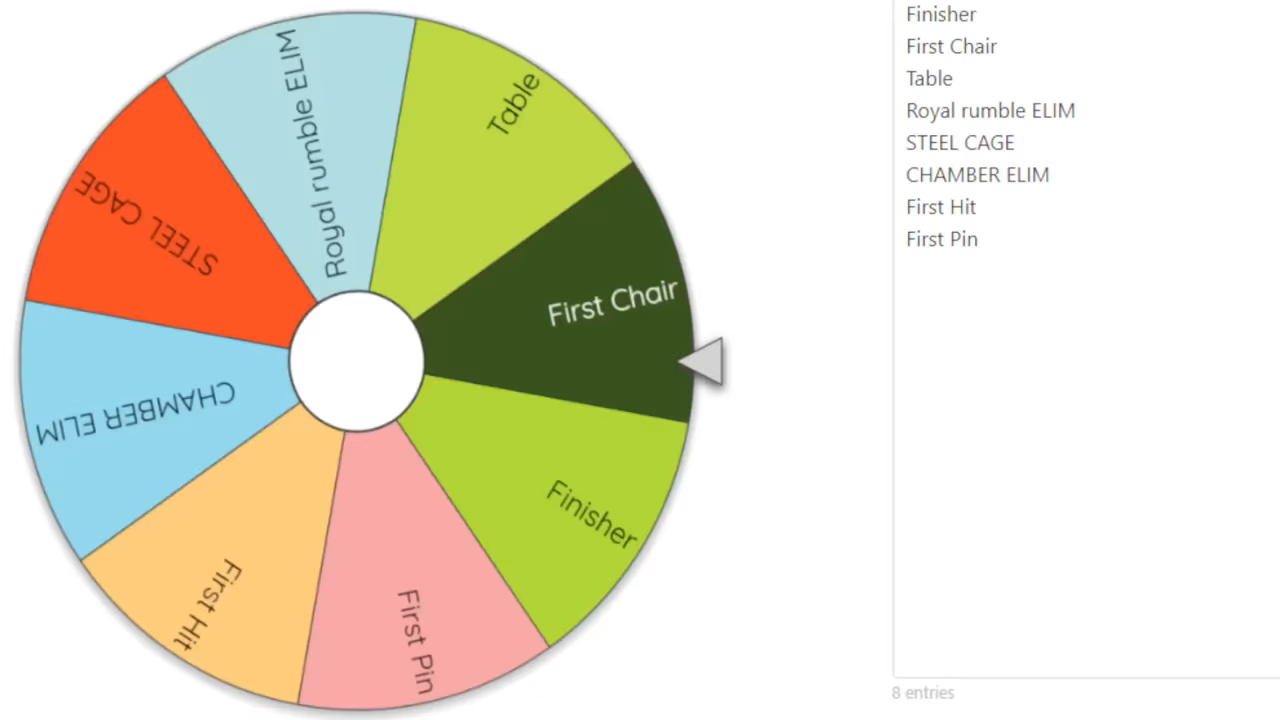 Royal rumble ELIM
Table
First Chair
Finisher
First Pin
First Hit
CHAMBER ELIM
STEEL CAGE
Finisher
First Chair
Table
Royal rumble ELIM
STEEL CAGE
CHAMBER ELIM
First Hit
First Pin
8 entries